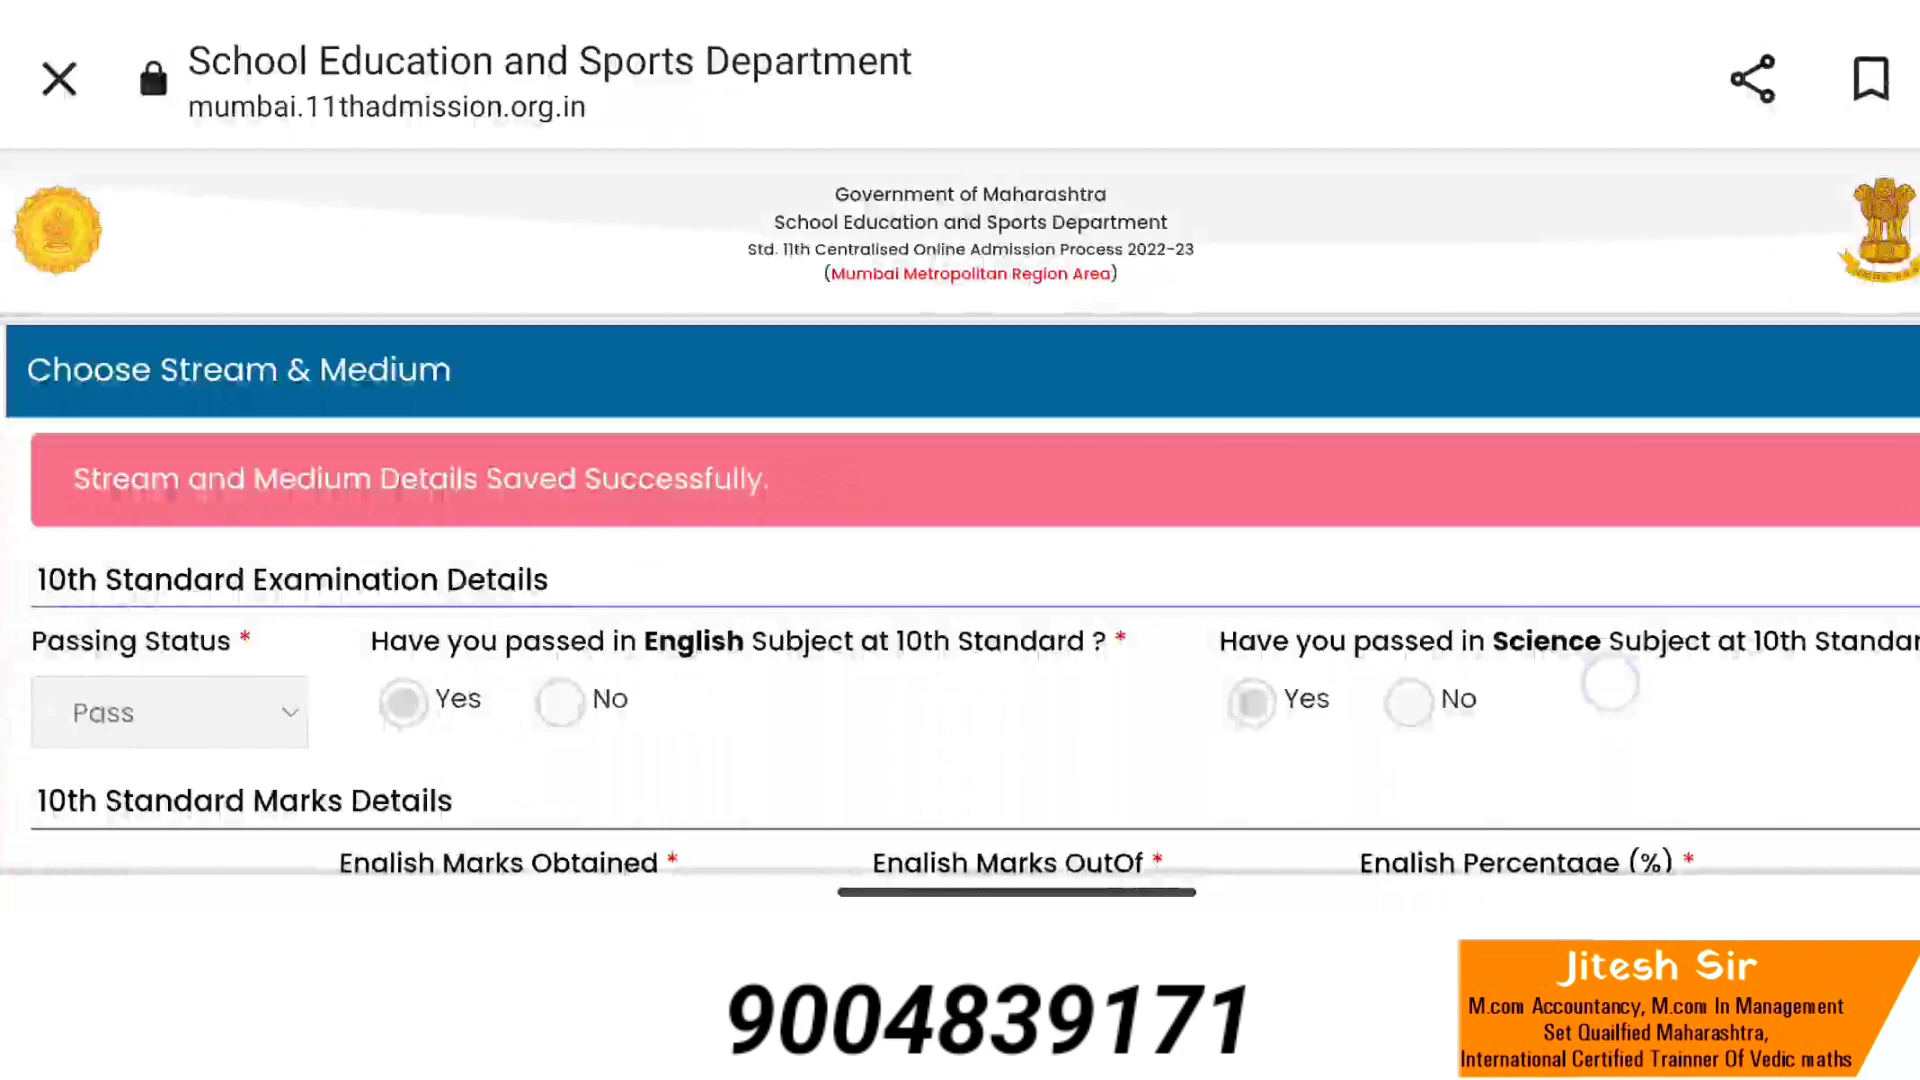 School Education and Sports Department
mumbai.11thadmission.org.in
Government of Maharashtra
School Education and Sports Department
Std. 11th Centralised Online Admission Process 2022-23
(Mumbai Metropolitan Region Area)
Choose Stream & Medium
Stream and Medium Details Saved Successfully.
10th Standard Examination Details
Passing Status * Have you passed in English Subject at 10th Standard ? * Have you passed in Science Subject at 10th Standar
Pass Yes No Yes No
10th Standard Marks Details
English Marks Obtained * English Marks OutOf * English Percentage (%) *
9004839171
Jitesh Sir
M.com Accountancy, M.com In Management
Set Quailfied Maharashtra,
International Certified Trainner Of Vedic maths